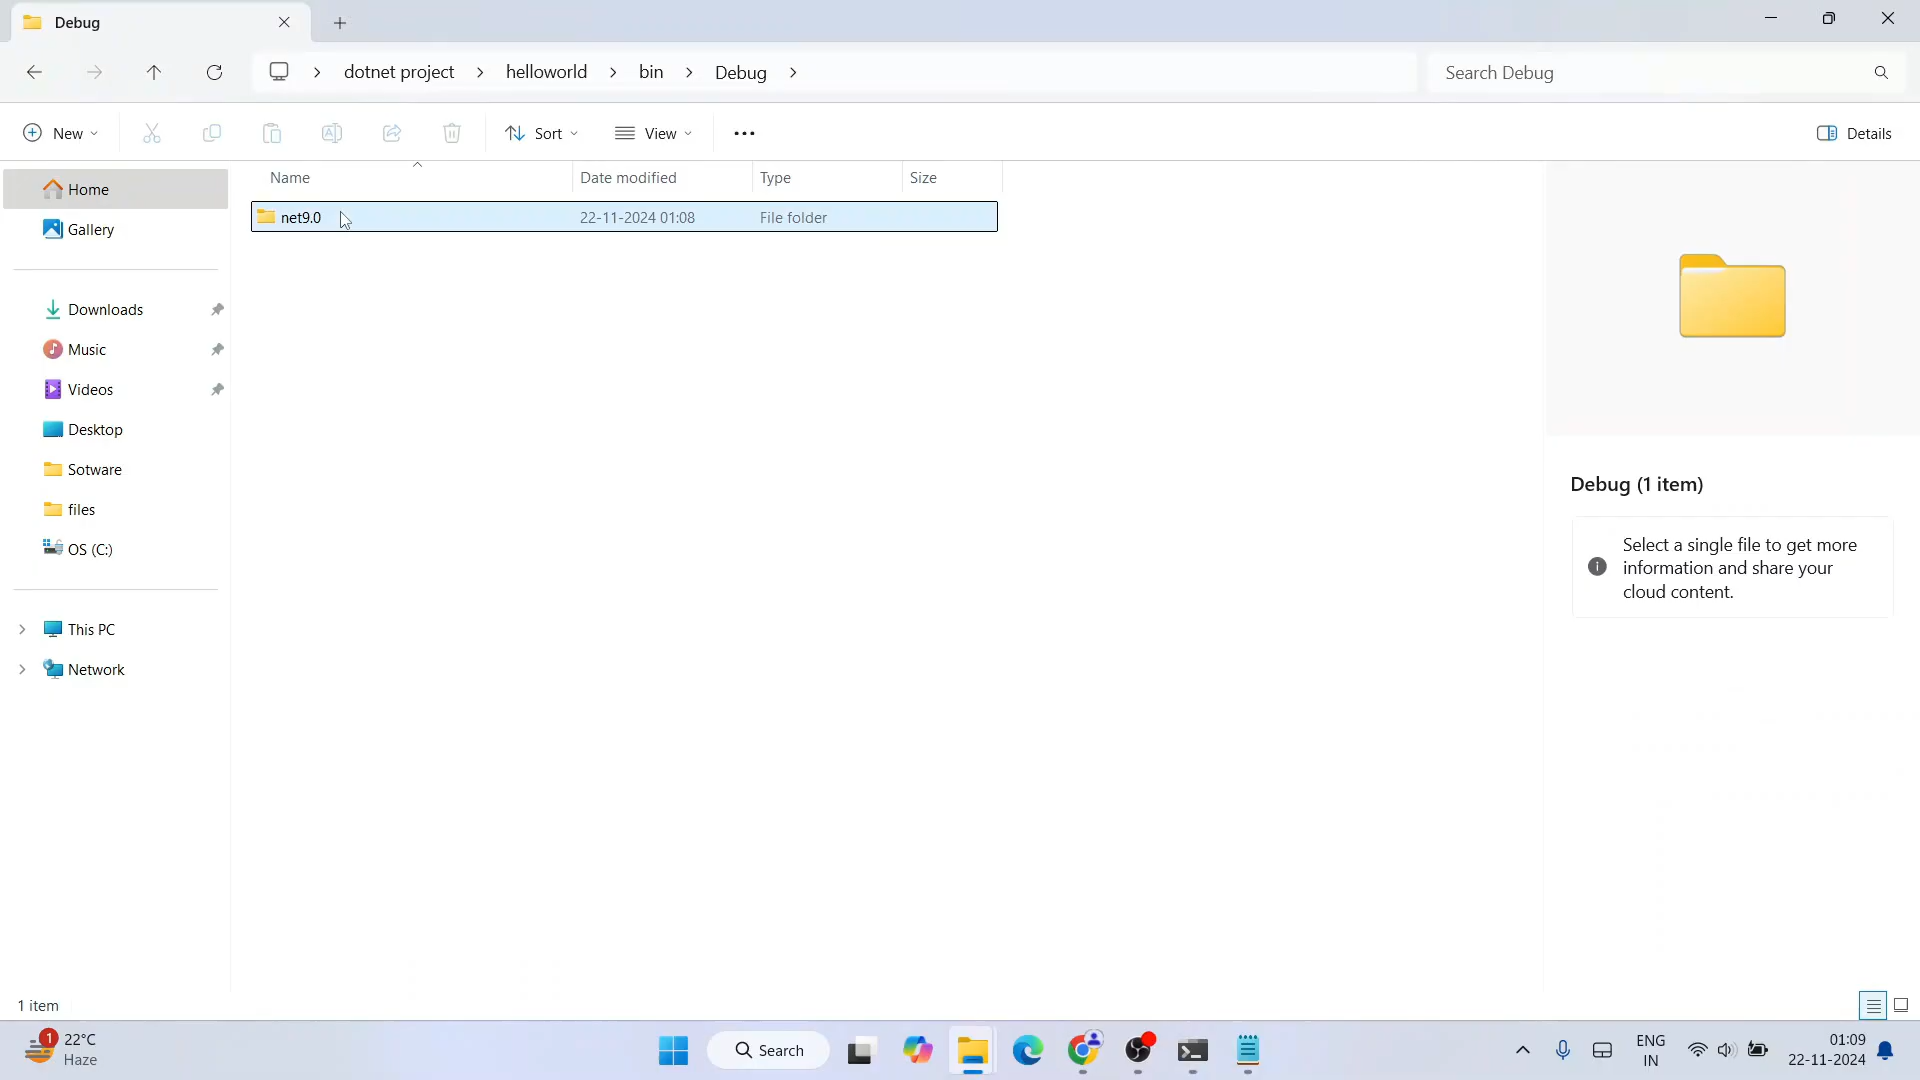 Debug
dotnet project
helloworld
bin
Debug
Search Debug
New
Sort
View
Details
Name
Date modified
Type
Size
Home
net9.0
22-11-2024 01:08
File folder
Gallery
Downloads
Music
Videos
Desktop
Sotware
files
OS (C:)
This PC
Network
Debug (1 item)
Select a single file to get more
information and share your
cloud content.
1 item
1
22°C
Haze
Search
ENG
IN
01:09
22-11-2024